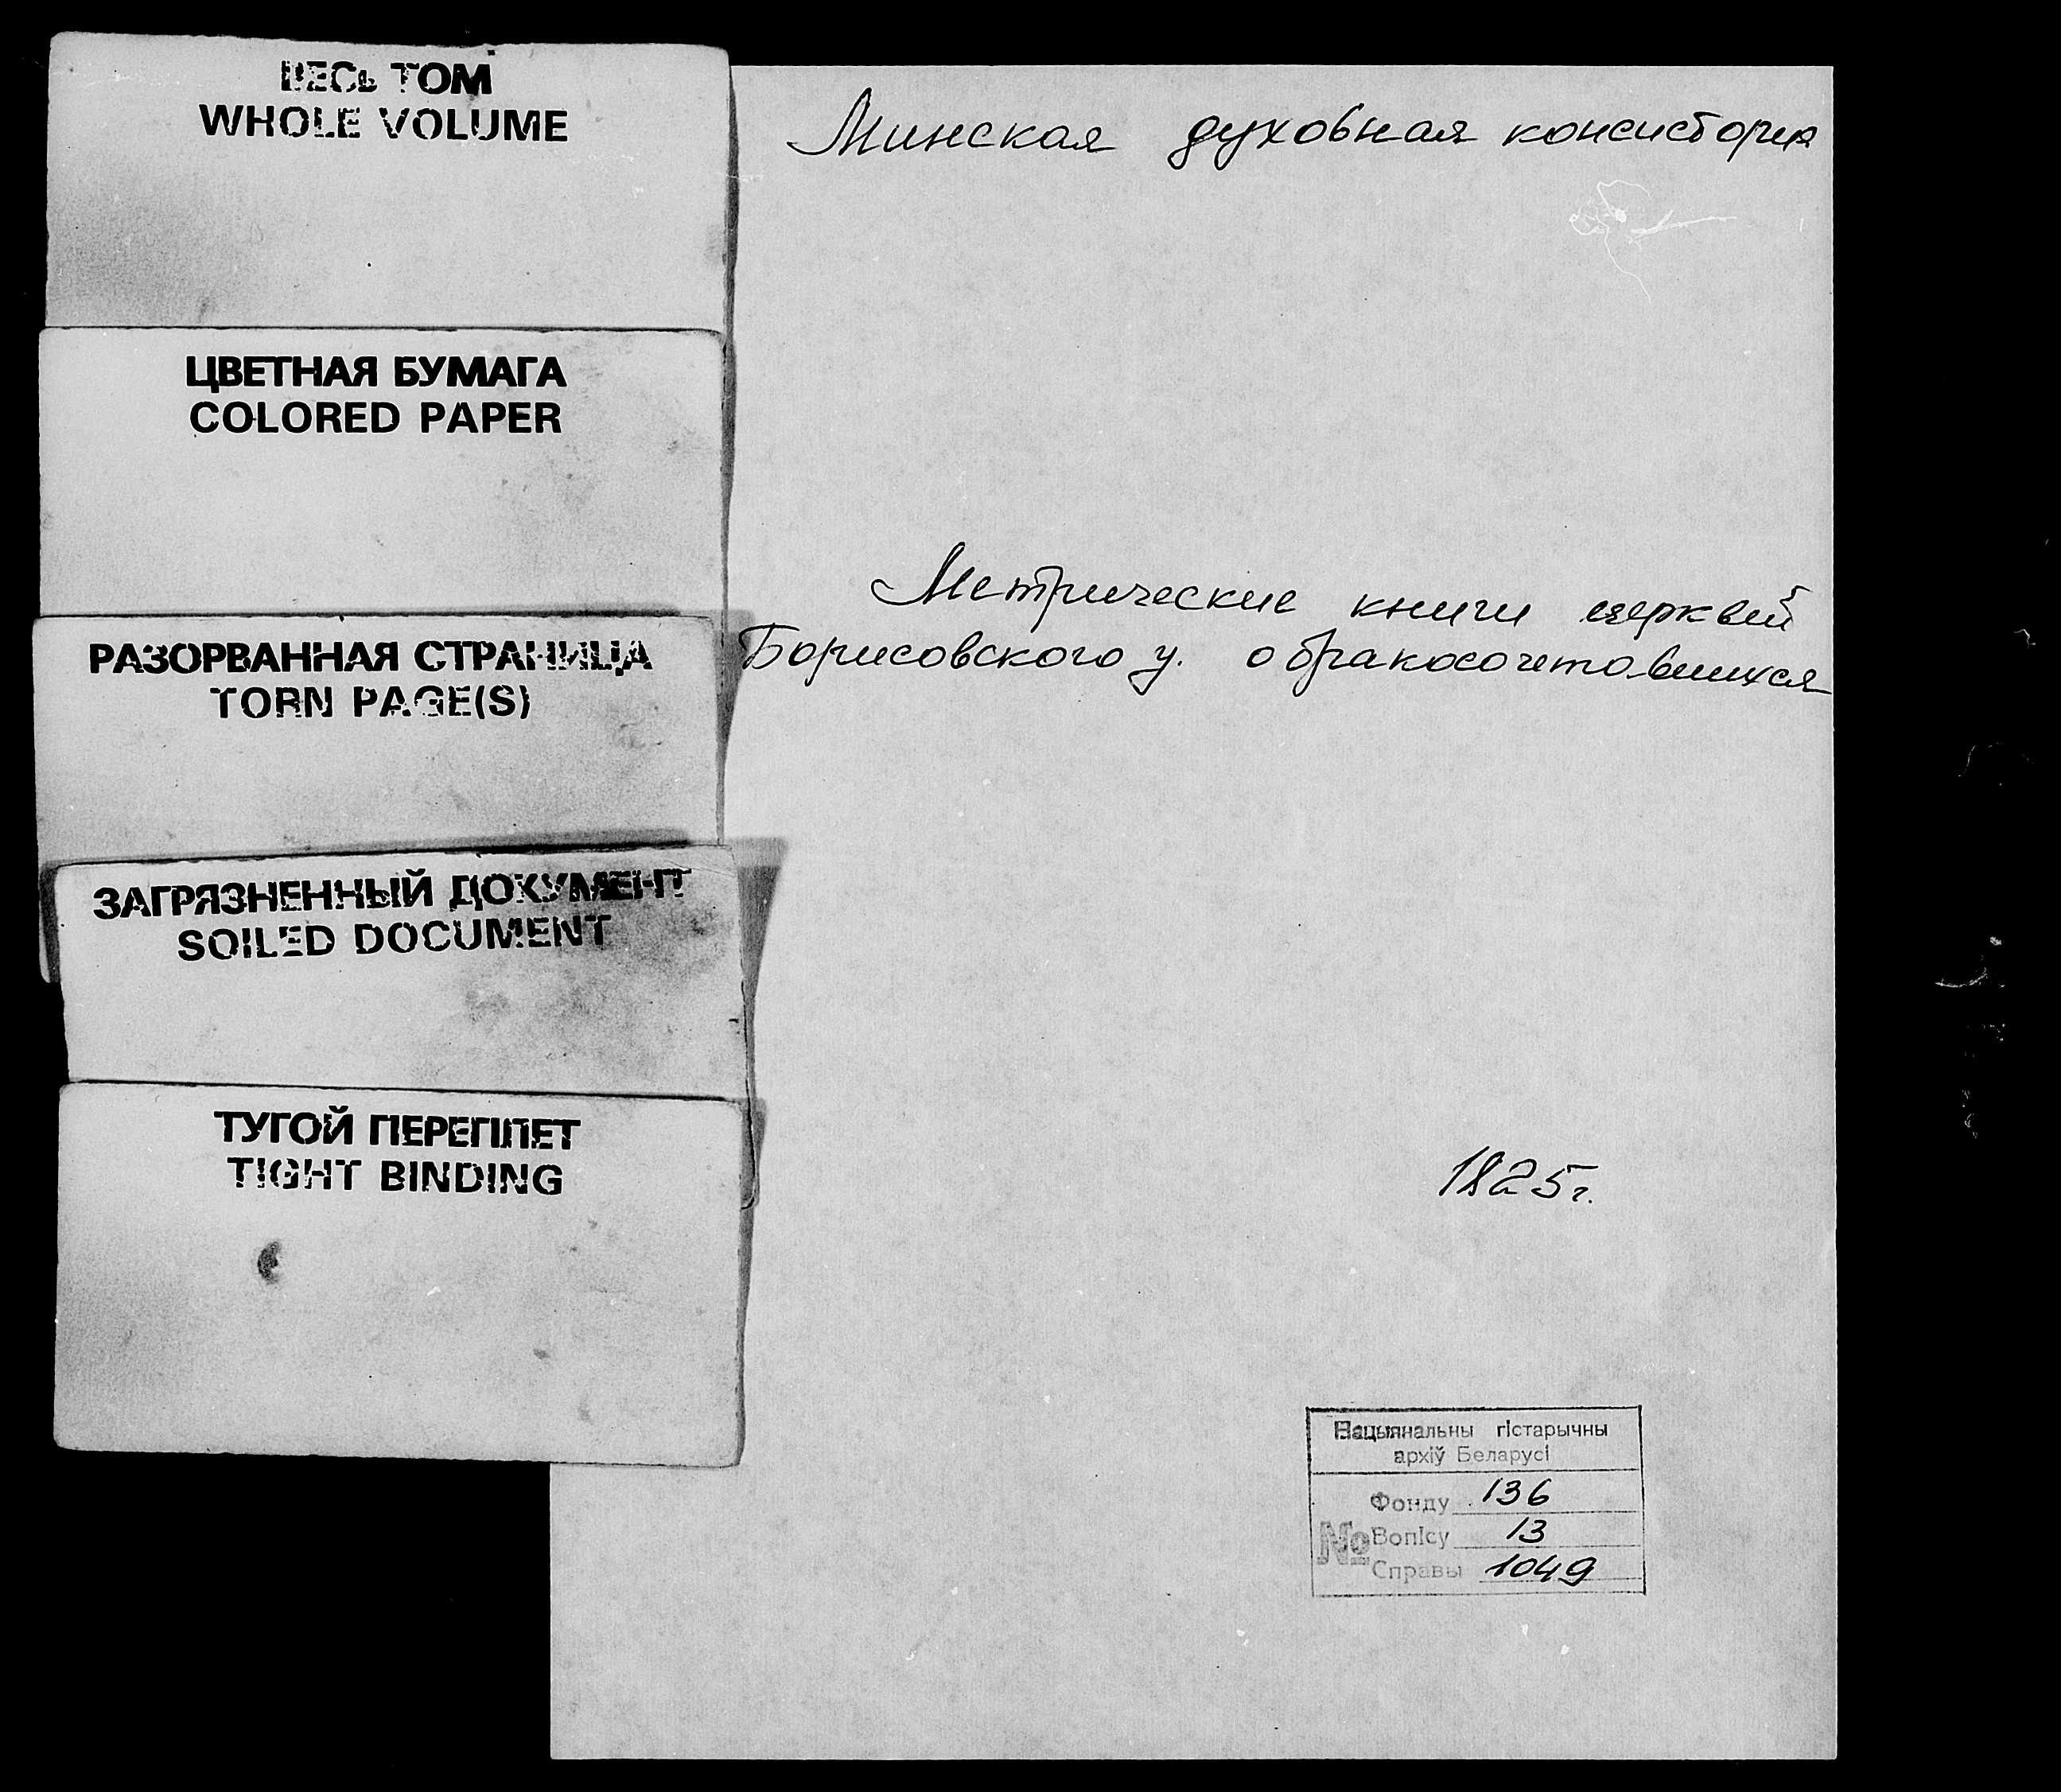 ВЕСЬ ТОМ
WHOLE VOLUME
ЦВЕТНАЯ БУМАГА
COLORED PAPER
РАЗОРВАННАЯ СТРАНИЦА
TORN PAGE(S)
ЗАГРЯЗНЕННЫЙ ДОКУМЕНТ
SOILED DOCUMENT
ТУГОЙ ПЕРЕПЛЕТ
TIGHT BINDING
Минская духовная консистория
Метрические книги церквей
Борисовского у. о бракосочетавшихся
1825 г.
Нацыянальны гістарычны
архіў Беларусі
Фонду 136
№ Вопісу 13
Справы 1049